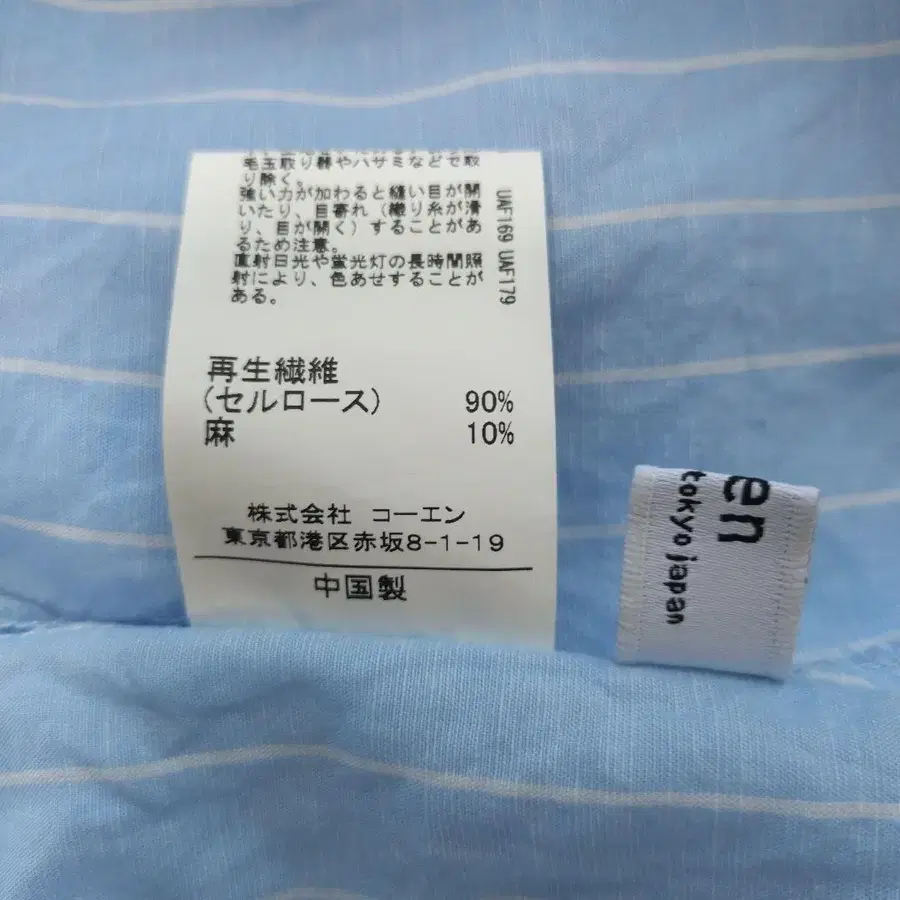 毛玉取り器やハサミなどで取
り除く。
強い力が加わると縫い目が開
いたり、目寄れ（織り糸が滑
り、目が開く）することがあ
るため注意。
直射日光や蛍光灯の長時間照
射により、色あせすることが
ある。
UAF169 UAF179
再生繊維
(セルロース) 90%
麻 10%
株式会社 コーエン
東京都港区赤坂8-1-19
中国製
en
tokyo japan